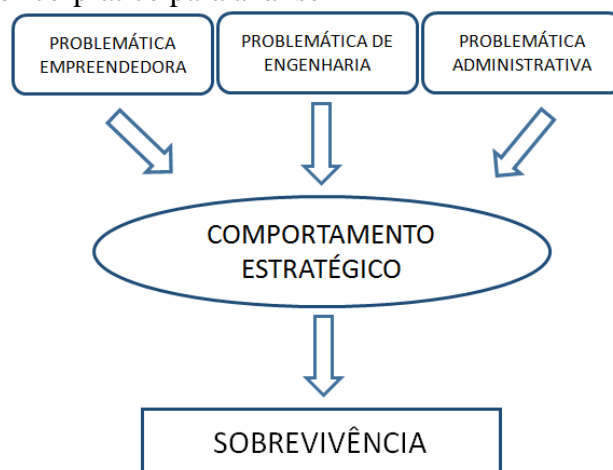 PROBLEMÁTICA
EMPREENDEDORA
PROBLEMÁTICA DE
ENGENHARIA
PROBLEMÁTICA
ADMINISTRATIVA
COMPORTAMENTO
ESTRATÉGICO
SOBREVIVÊNCIA